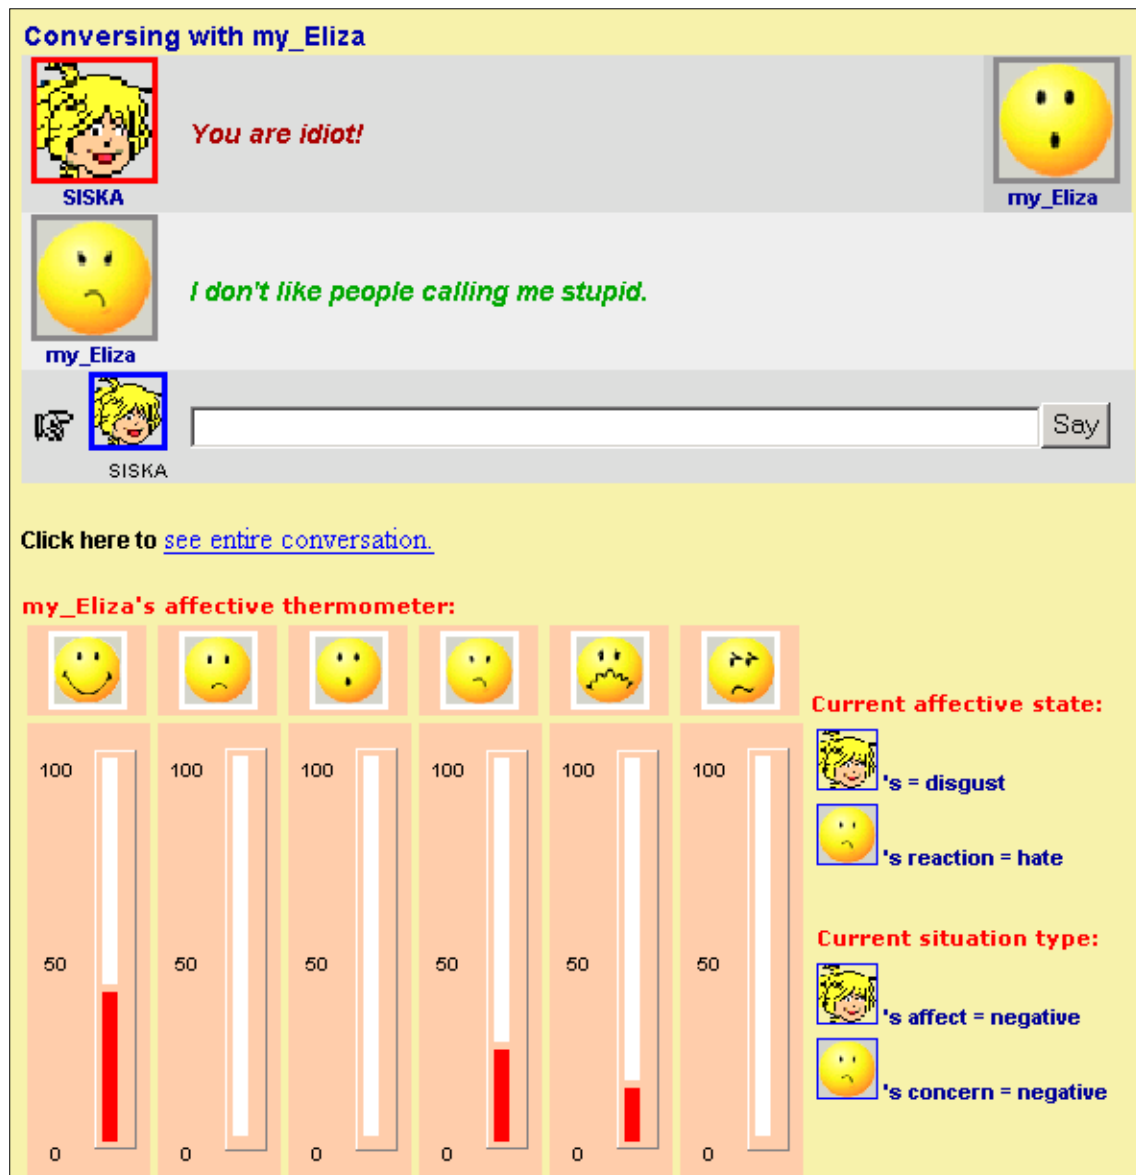 Conversing with my_Eliza
You are idiot!
SISKA
my_Eliza
I don't like people calling me stupid.
my_Eliza
Say
SISKA
Click here to see entire conversation.
my_Eliza's affective thermometer:
100 100 100 100 100 100
50 50 50 50 50 50
0 0 0 0 0 0
Current affective state:
's = disgust
's reaction = hate
Current situation type:
's affect = negative
's concern = negative